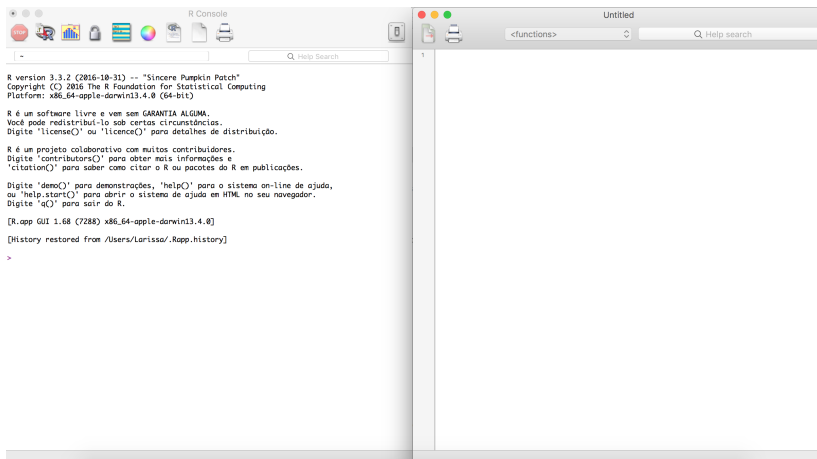 R Console
STOP
~
Help Search
R version 3.3.2 (2016-10-31) -- "Sincere Pumpkin Patch"
Copyright (C) 2016 The R Foundation for Statistical Computing
Platform: x86_64-apple-darwin13.4.0 (64-bit)
R é um software livre e vem sem GARANTIA ALGUMA.
Você pode redistribuí-lo sob certas circunstâncias.
Digite 'license()' ou 'licence()' para detalhes de distribuição.
R é um projeto colaborativo com muitos contribuidores.
Digite 'contributors()' para obter mais informações e
'citation()' para saber como citar o R ou pacotes do R em publicações.
Digite 'demo()' para demonstrações, 'help()' para o sistema on-line de ajuda,
ou 'help.start()' para abrir o sistema de ajuda em HTML no seu navegador.
Digite 'q()' para sair do R.
[R.app GUI 1.68 (7288) x86_64-apple-darwin13.4.0]
[History restored from /Users/Larissa/.Rapp.history]
>
Untitled
<functions>
Help search
1